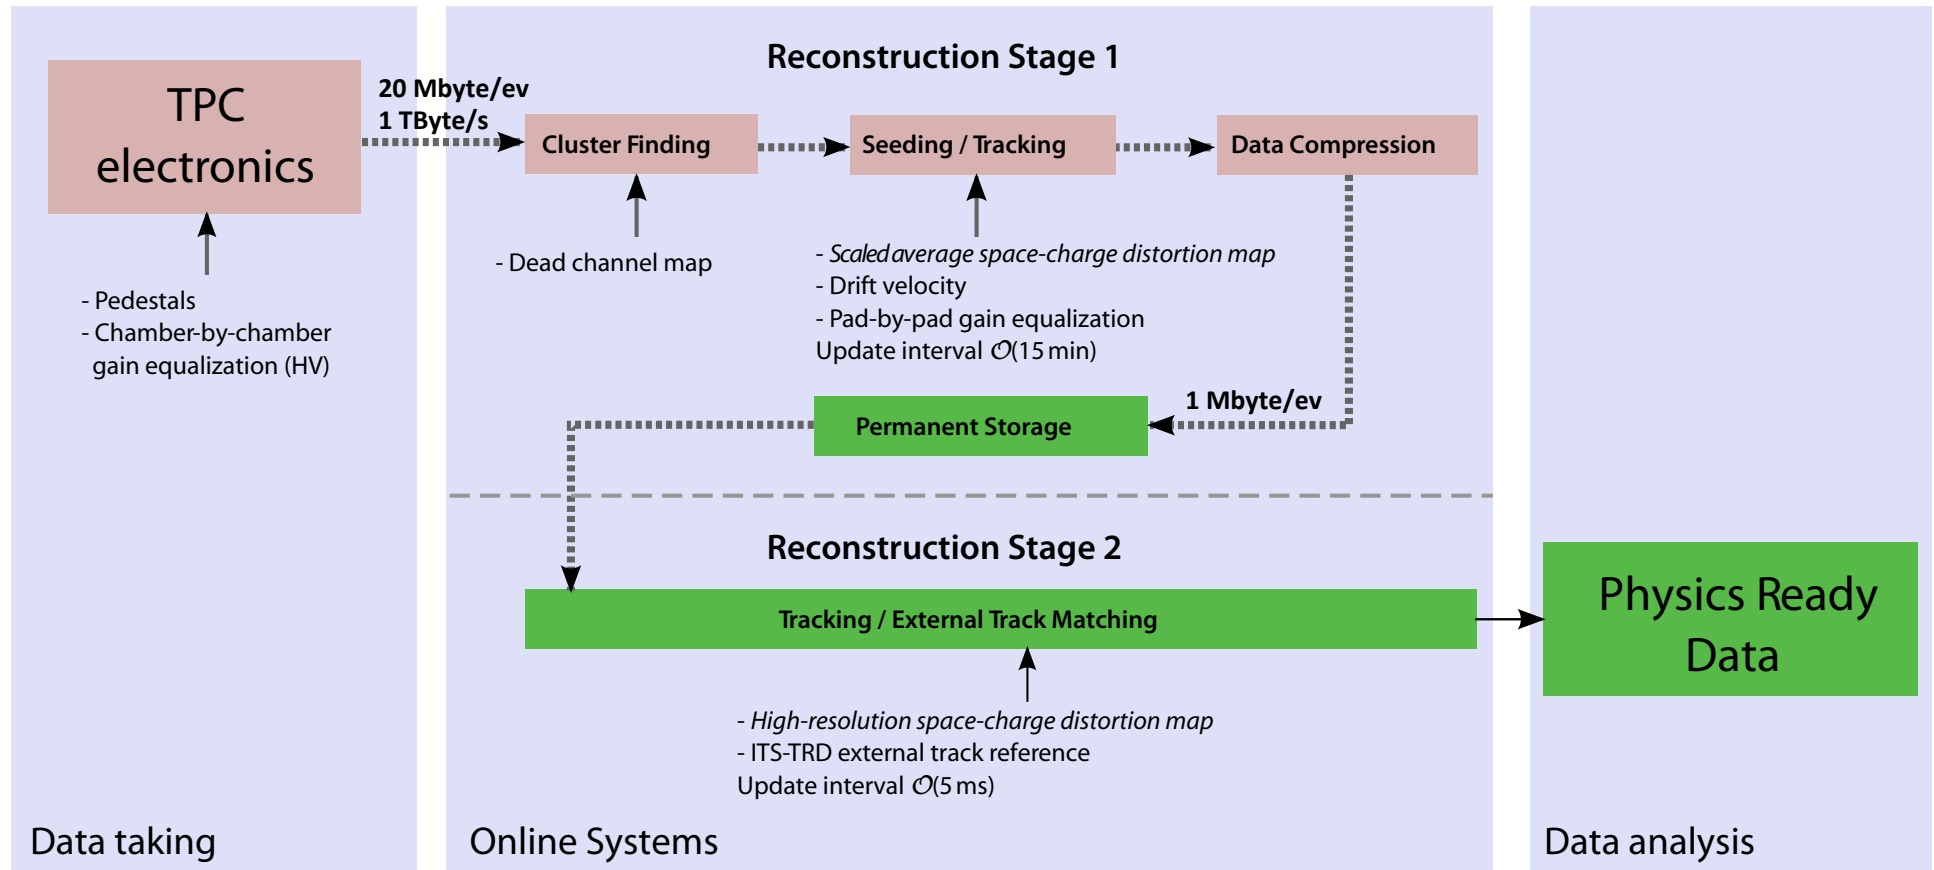 Reconstruction Stage 1
TPC
electronics
20 Mbyte/ev
1 TByte/s
Cluster Finding
Seeding / Tracking
Data Compression
- Pedestals
- Chamber-by-chamber
gain equalization (HV)
- Dead channel map
- Scaled average space-charge distortion map
- Drift velocity
- Pad-by-pad gain equalization
Update interval 𝒪(15 min)
1 Mbyte/ev
Permanent Storage
Reconstruction Stage 2
Tracking / External Track Matching
- High-resolution space-charge distortion map
- ITS-TRD external track reference
Update interval 𝒪(5 ms)
Physics Ready
Data
Data taking
Online Systems
Data analysis